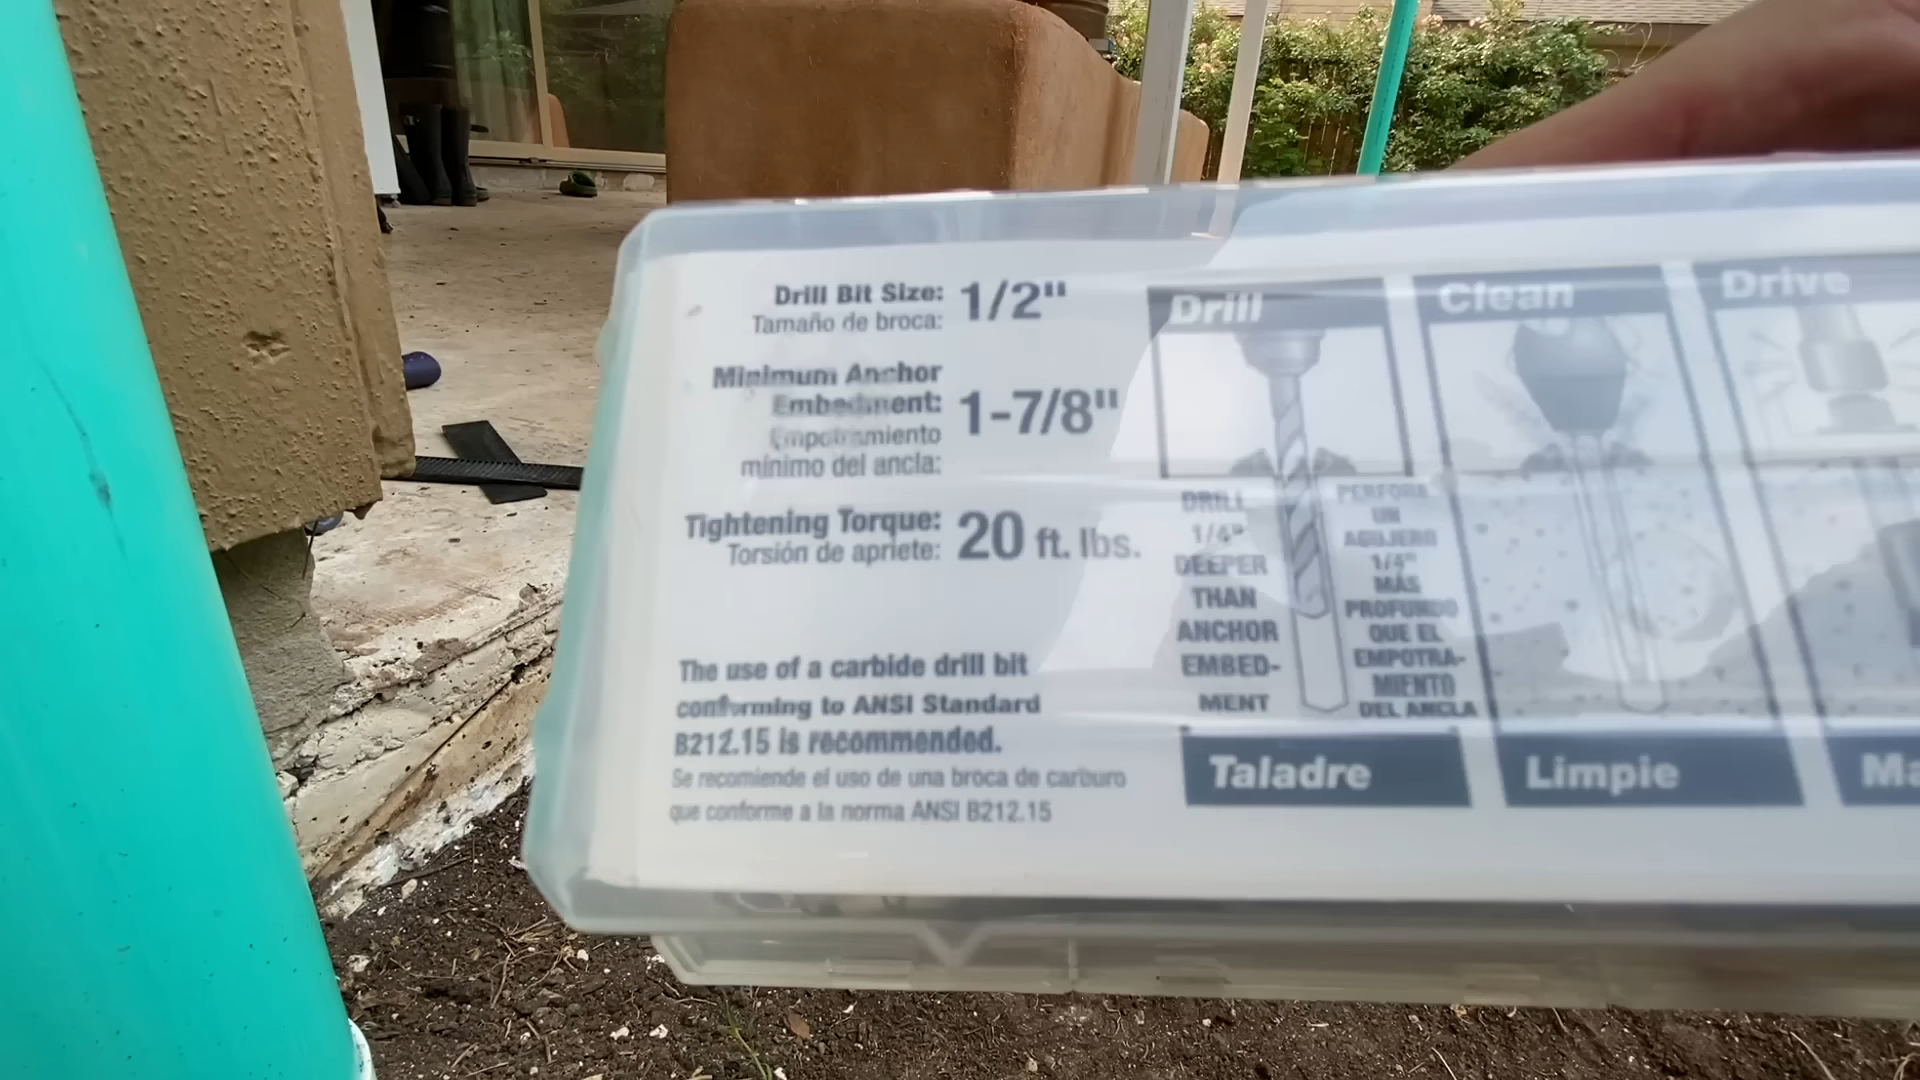 Drill Bit Size: 1/2"
Tamaño de broca:
Minimum Anchor
Embedment: 1-7/8"
Empotramiento
mínimo del ancla:
Tightening Torque: 20 ft. lbs.
Torsión de apriete:
The use of a carbide drill bit
conforming to ANSI Standard
B212.15 is recommended.
Se recomiende el uso de una broca de carburo
que conforme a la norma ANSI B212.15
Drill
DRILL
1/4"
DEEPER
THAN
ANCHOR
EMBED-
MENT
PERFORE
UN
AGUJERO
1/4"
MÁS
PROFUNDO
QUE EL
EMPOTRA-
MIENTO
DEL ANCLA
Taladre
Clean
Limpie
Drive
Ma